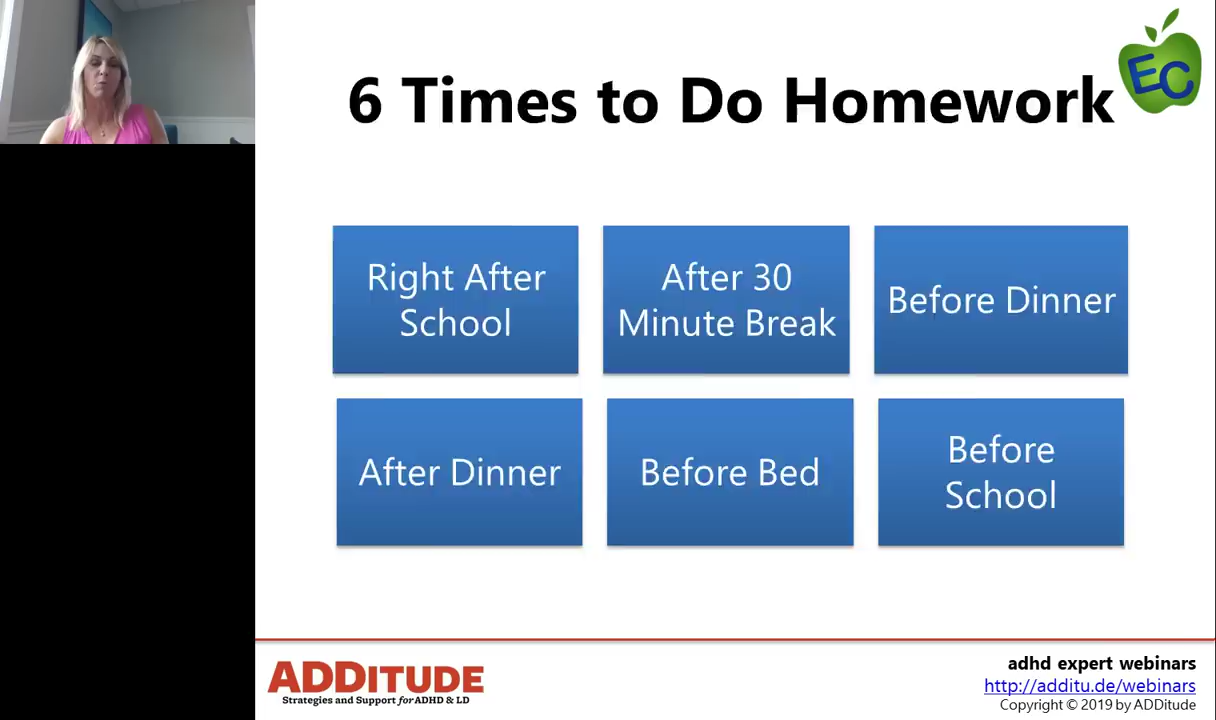 6 Times to Do Homework
EC
Right After
School
After 30
Minute Break
Before Dinner
After Dinner
Before Bed
Before
School
ADDITUDE
Strategies and Support for ADHD & LD
adhd expert webinars
http://additu.de/webinars
Copyright © 2019 by ADDitude